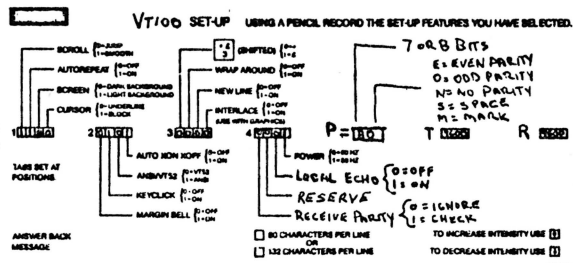 VT100 SET-UP USING A PENCIL RECORD THE SET-UP FEATURES YOU HAVE SELECTED.
SCROLL {0=JUMP 1=SMOOTH
AUTOREPEAT {0=OFF 1=ON
SCREEN {0=DARK BACKGROUND 1=LIGHT BACKGROUND
CURSOR {0=UNDERLINE 1=BLOCK
3 (SHIFTED)
WRAP AROUND {0=OFF 1=ON
NEW LINE {0=OFF 1=ON
INTERLACE {0=OFF 1=ON
(USE WITH GRAPHICS)
7 OR 8 BITS
E=EVEN PARITY
O=ODD PARITY
N=NO PARITY
S=SPACE
M=MARK
1 2 3 4 P= T 9600 R 9600
TABS SET AT
POSITIONS.
AUTO XON XOFF {0=OFF 1=ON
ANSI/VT52 {0=VT52 1=ANSI
KEYCLICK {0=OFF 1=ON
MARGIN BELL {0=OFF 1=ON
POWER {0=60 HZ 1=50 HZ
LOCAL ECHO {0=OFF 1=ON
RESERVE
RECEIVE PARITY {0=IGNORE 1=CHECK
ANSWER BACK
MESSAGE
80 CHARACTERS PER LINE
OR
132 CHARACTERS PER LINE
TO INCREASE INTENSITY USE
TO DECREASE INTENSITY USE